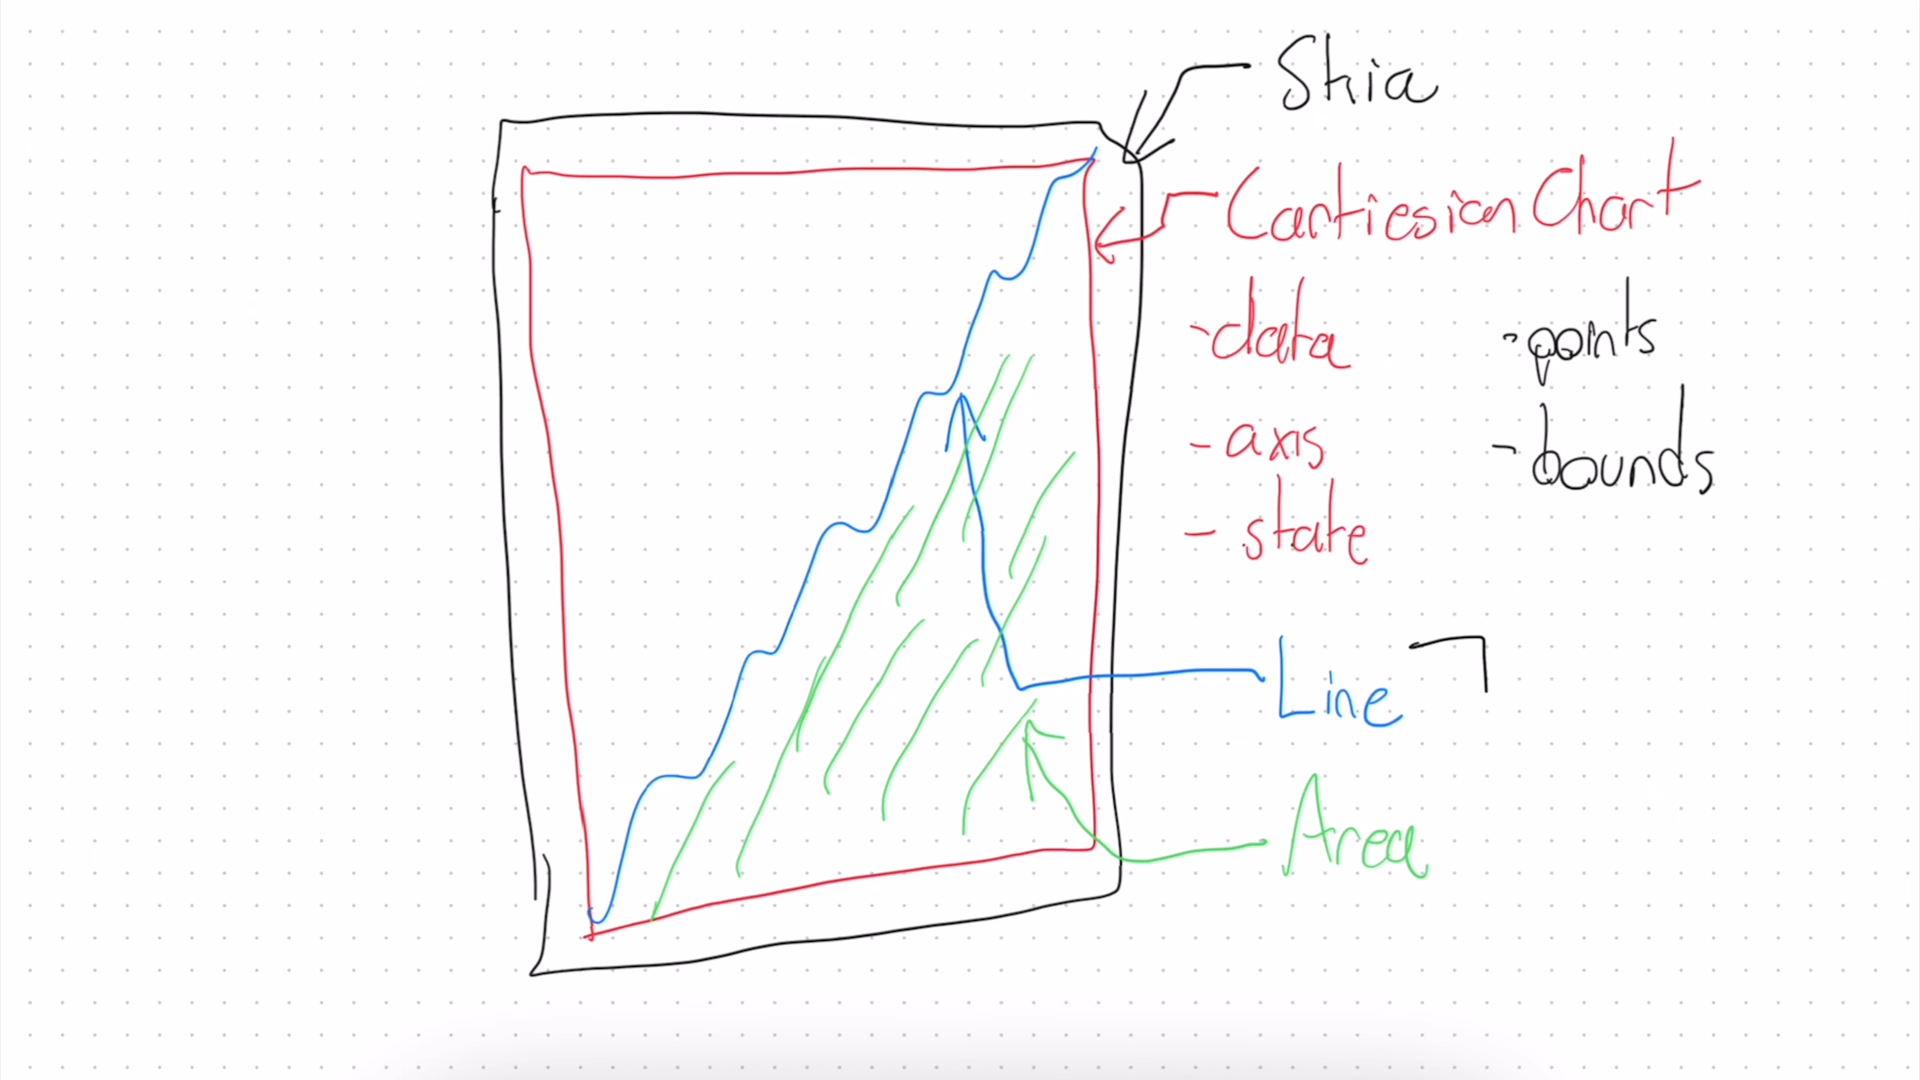 Skia
Cartiesian Chart
- data
- points
- axis
- bounds
- state
Line
Area